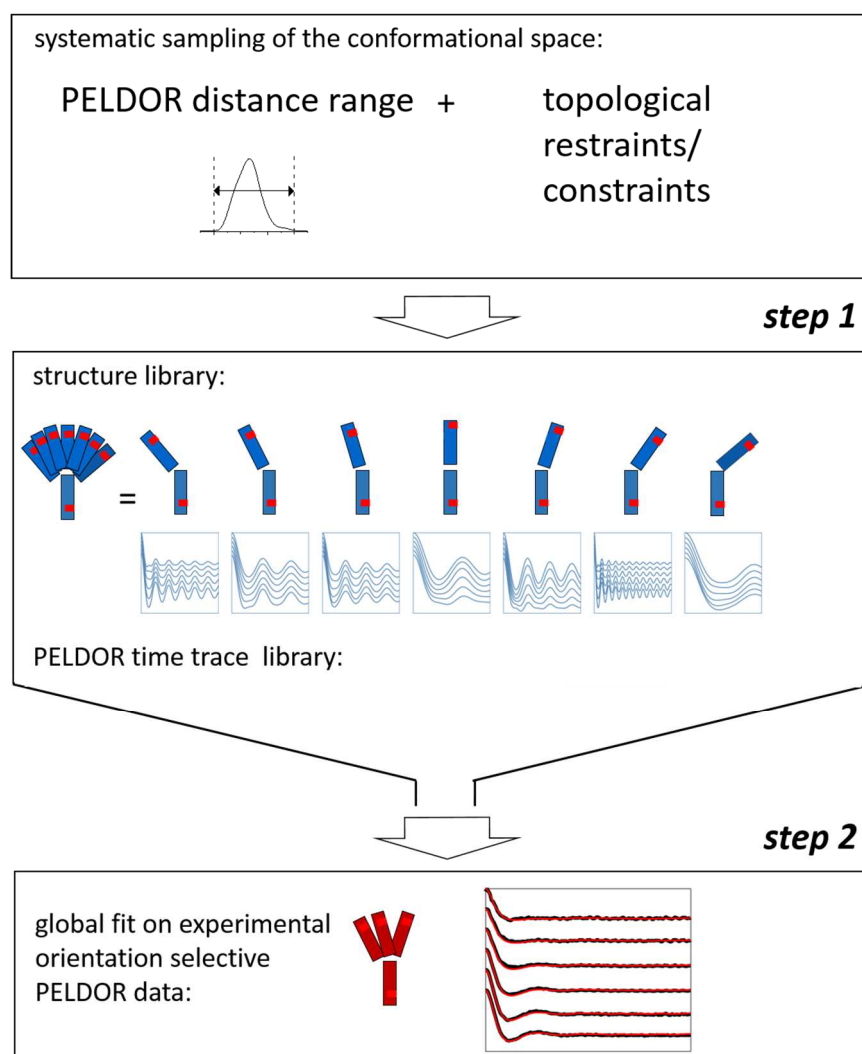 systematic sampling of the conformational space:
PELDOR distance range + topological
restraints/
constraints
step 1
structure library:
=
PELDOR time trace library:
step 2
global fit on experimental
orientation selective
PELDOR data: